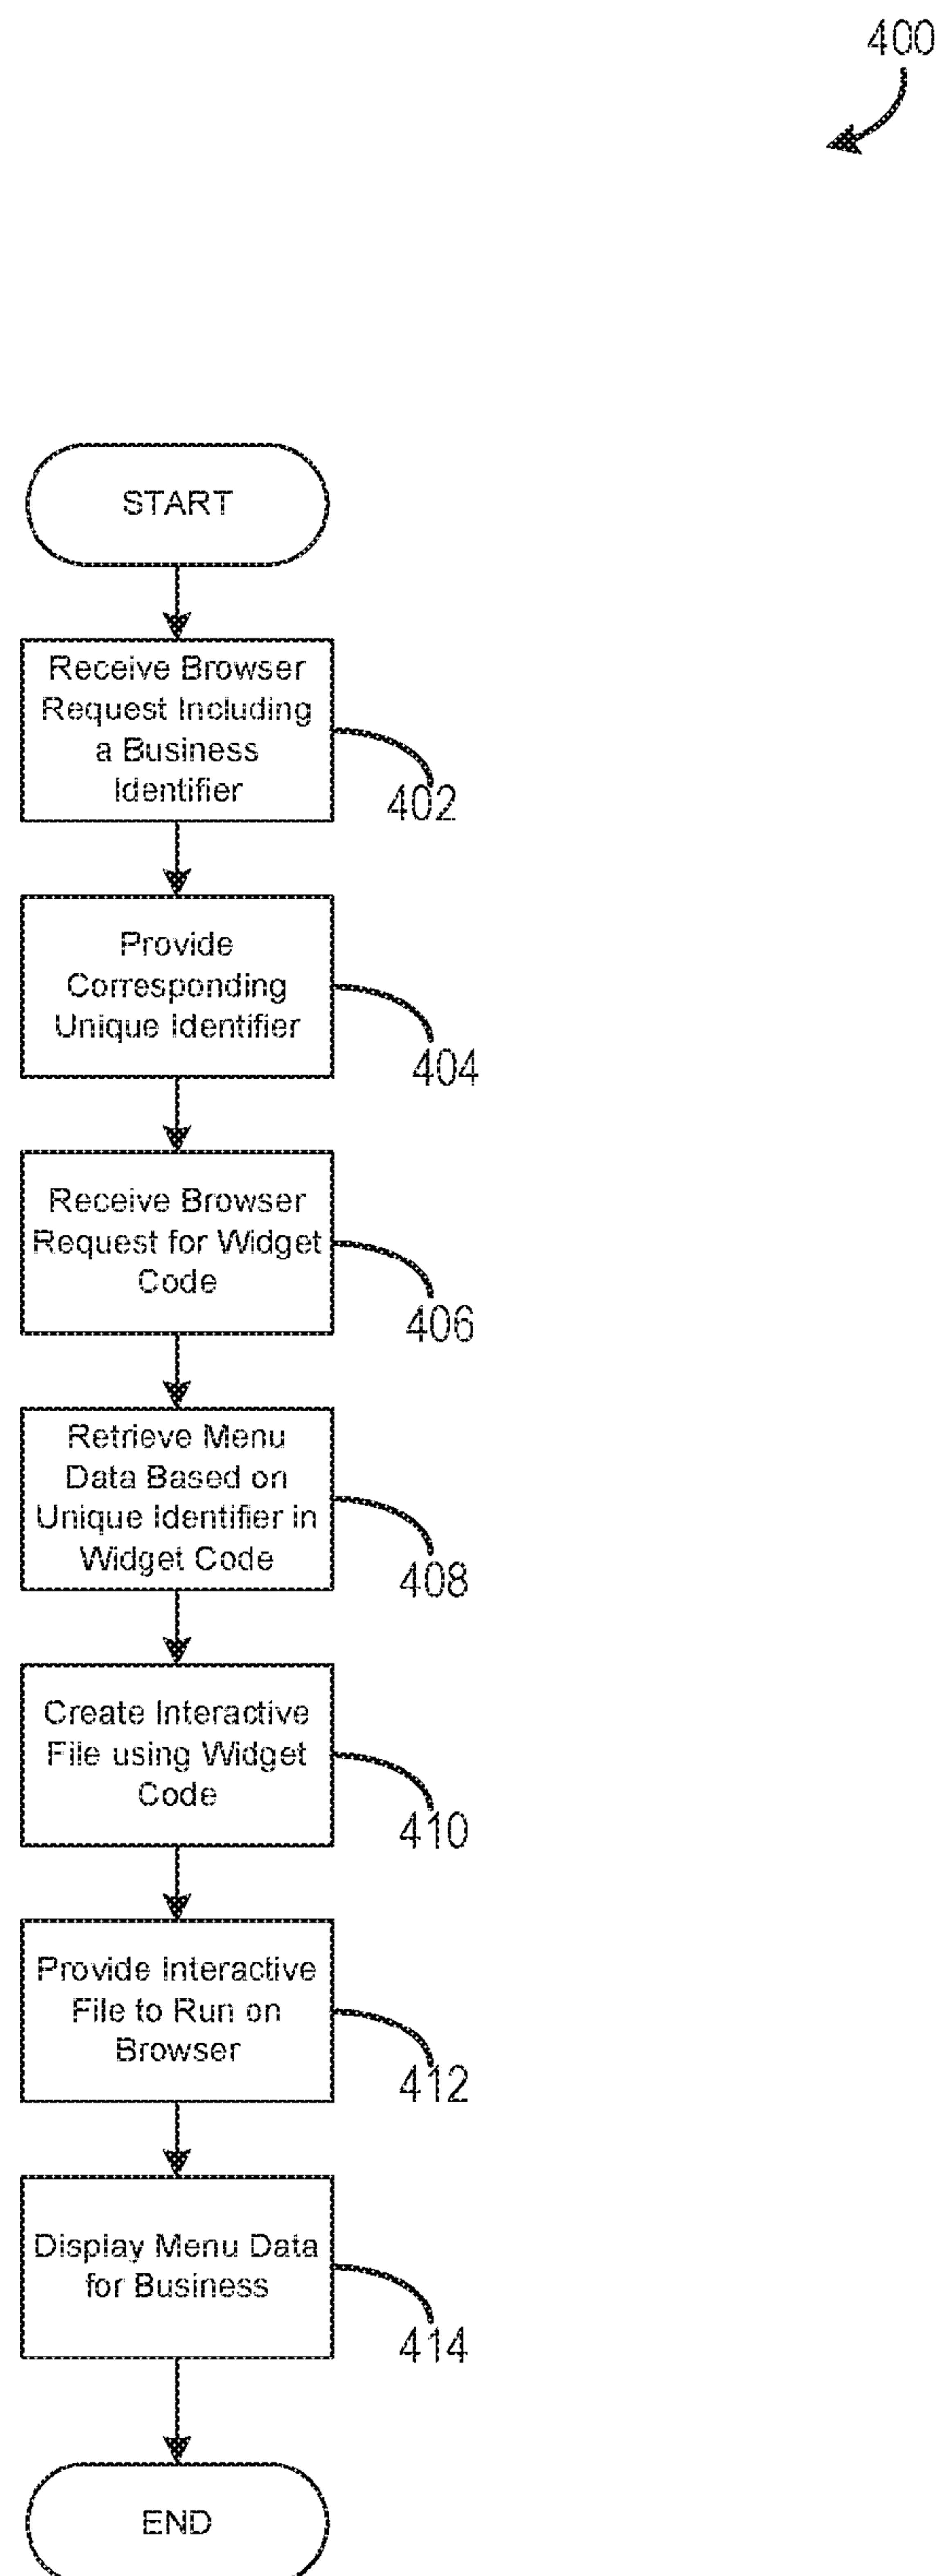 400
START
Receive Browser
Request Including
a Business
Identifier
402
Provide
Corresponding
Unique Identifier
404
Receive Browser
Request for Widget
Code
406
Retrieve Menu
Data Based on
Unique Identifier in
Widget Code
408
Create Interactive
File using Widget
Code
410
Provide Interactive
File to Run on
Browser
412
Display Menu Data
for Business
414
END